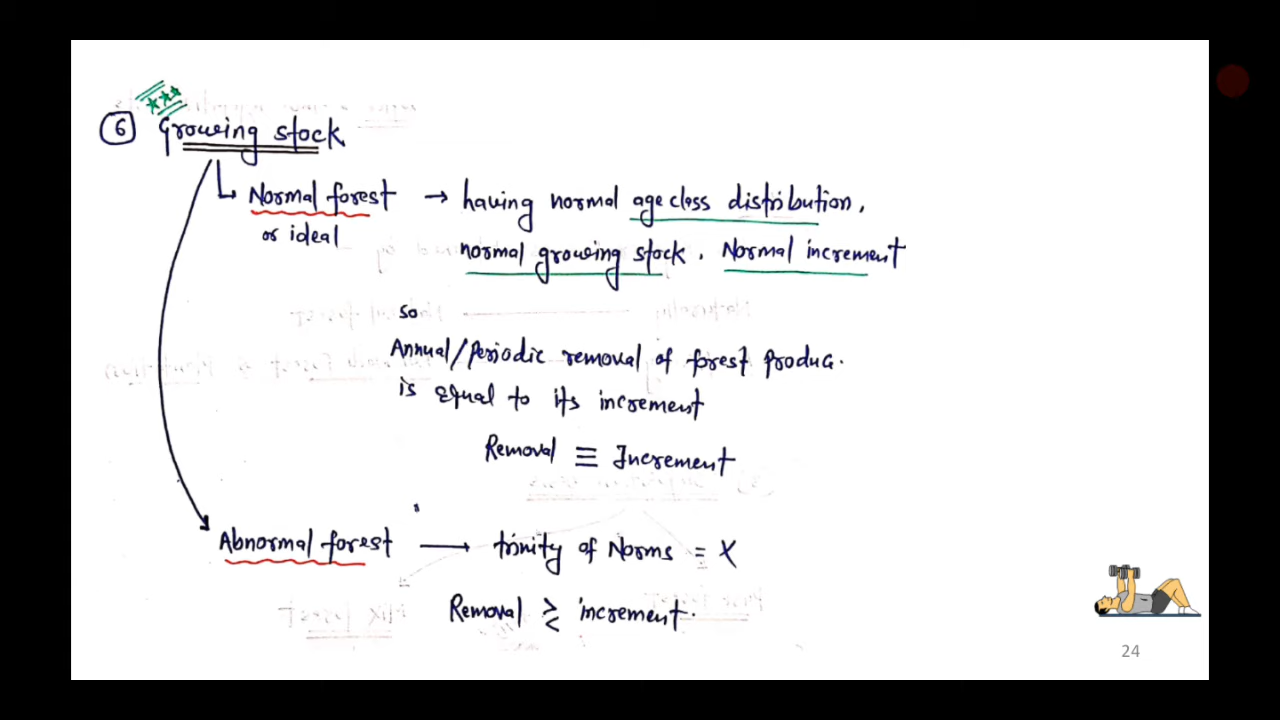 6 Growing stock
Normal forest → having normal age class distribution,
or ideal
normal growing stock, Normal increment
so
Annual/Periodic removal of forest produc.
is equal to its increment
Removal ≡ Increment
Abnormal forest → trinity of Norms = X
Removal ≷ increment.
24